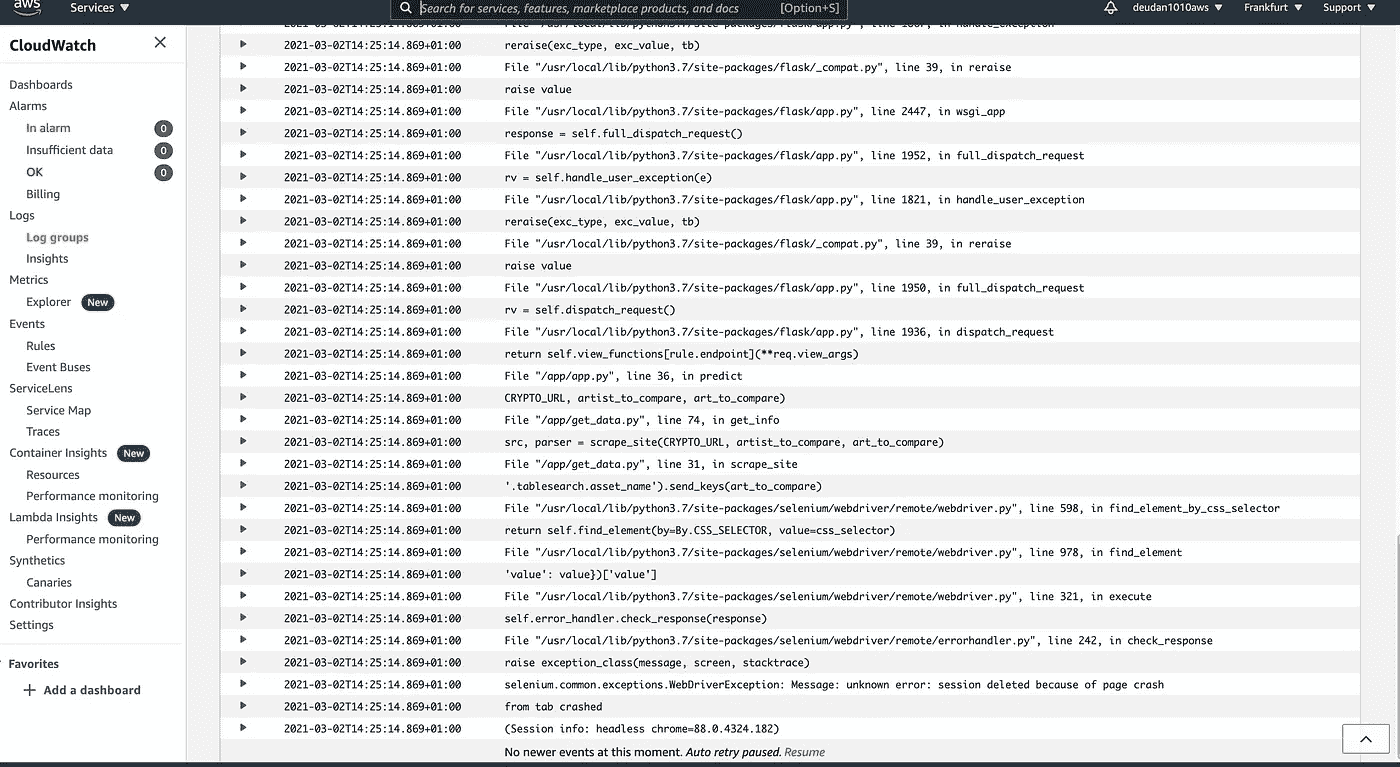 aws
Services ▼
Search for services, features, marketplace products, and docs [Option+S]
deudan1010aws ▼
Frankfurt ▼
Support ▼
CloudWatch
Dashboards
Alarms
In alarm 0
Insufficient data 0
OK 0
Billing
Logs
Log groups
Insights
Metrics
Explorer New
Events
Rules
Event Buses
ServiceLens
Service Map
Traces
Container Insights New
Resources
Performance monitoring
Lambda Insights New
Performance monitoring
Synthetics
Canaries
Contributor Insights
Settings
Favorites
Add a dashboard
2021-03-02T14:25:14.869+01:00 reraise(exc_type, exc_value, tb)
2021-03-02T14:25:14.869+01:00 File "/usr/local/lib/python3.7/site-packages/flask/_compat.py", line 39, in reraise
2021-03-02T14:25:14.869+01:00 raise value
2021-03-02T14:25:14.869+01:00 File "/usr/local/lib/python3.7/site-packages/flask/app.py", line 2447, in wsgi_app
2021-03-02T14:25:14.869+01:00 response = self.full_dispatch_request()
2021-03-02T14:25:14.869+01:00 File "/usr/local/lib/python3.7/site-packages/flask/app.py", line 1952, in full_dispatch_request
2021-03-02T14:25:14.869+01:00 rv = self.handle_user_exception(e)
2021-03-02T14:25:14.869+01:00 File "/usr/local/lib/python3.7/site-packages/flask/app.py", line 1821, in handle_user_exception
2021-03-02T14:25:14.869+01:00 reraise(exc_type, exc_value, tb)
2021-03-02T14:25:14.869+01:00 File "/usr/local/lib/python3.7/site-packages/flask/_compat.py", line 39, in reraise
2021-03-02T14:25:14.869+01:00 raise value
2021-03-02T14:25:14.869+01:00 File "/usr/local/lib/python3.7/site-packages/flask/app.py", line 1950, in full_dispatch_request
2021-03-02T14:25:14.869+01:00 rv = self.dispatch_request()
2021-03-02T14:25:14.869+01:00 File "/usr/local/lib/python3.7/site-packages/flask/app.py", line 1936, in dispatch_request
2021-03-02T14:25:14.869+01:00 return self.view_functions[rule.endpoint](**req.view_args)
2021-03-02T14:25:14.869+01:00 File "/app/app.py", line 36, in predict
2021-03-02T14:25:14.869+01:00 CRYPTO_URL, artist_to_compare, art_to_compare)
2021-03-02T14:25:14.869+01:00 File "/app/get_data.py", line 74, in get_info
2021-03-02T14:25:14.869+01:00 src, parser = scrape_site(CRYPTO_URL, artist_to_compare, art_to_compare)
2021-03-02T14:25:14.869+01:00 File "/app/get_data.py", line 31, in scrape_site
2021-03-02T14:25:14.869+01:00 '.tablesearch.asset_name').send_keys(art_to_compare)
2021-03-02T14:25:14.869+01:00 File "/usr/local/lib/python3.7/site-packages/selenium/webdriver/remote/webdriver.py", line 598, in find_element_by_css_selector
2021-03-02T14:25:14.869+01:00 return self.find_element(by=By.CSS_SELECTOR, value=css_selector)
2021-03-02T14:25:14.869+01:00 File "/usr/local/lib/python3.7/site-packages/selenium/webdriver/remote/webdriver.py", line 978, in find_element
2021-03-02T14:25:14.869+01:00 'value': value})['value']
2021-03-02T14:25:14.869+01:00 File "/usr/local/lib/python3.7/site-packages/selenium/webdriver/remote/webdriver.py", line 321, in execute
2021-03-02T14:25:14.869+01:00 self.error_handler.check_response(response)
2021-03-02T14:25:14.869+01:00 File "/usr/local/lib/python3.7/site-packages/selenium/webdriver/remote/errorhandler.py", line 242, in check_response
2021-03-02T14:25:14.869+01:00 raise exception_class(message, screen, stacktrace)
2021-03-02T14:25:14.869+01:00 selenium.common.exceptions.WebDriverException: Message: unknown error: session deleted because of page crash
2021-03-02T14:25:14.869+01:00 from tab crashed
2021-03-02T14:25:14.869+01:00 (Session info: headless chrome=88.0.4324.182)
No newer events at this moment. Auto retry paused. Resume